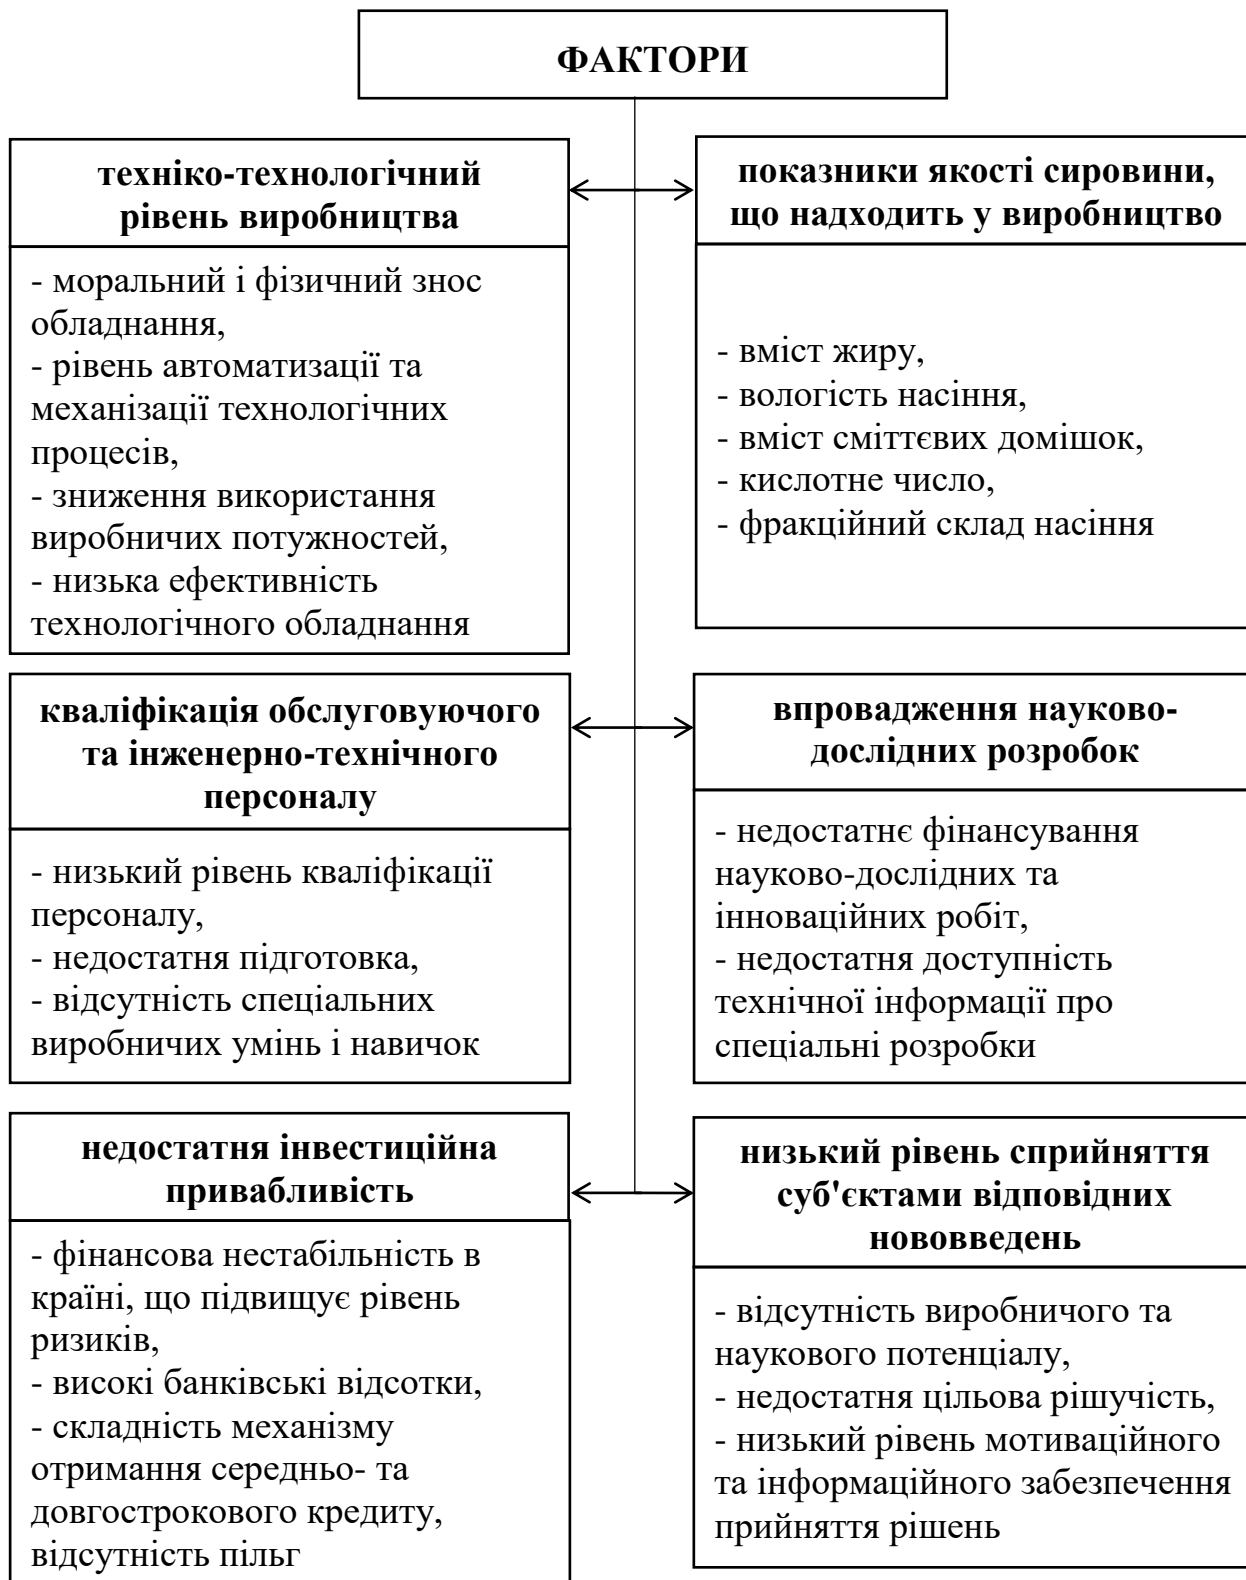 ФАКТОРИ
техніко-технологічний
рівень виробництва
- моральний і фізичний знос
обладнання,
- рівень автоматизації та
механізації технологічних
процесів,
- зниження використання
виробничих потужностей,
- низька ефективність
технологічного обладнання
показники якості сировини,
що надходить у виробництво
- вміст жиру,
- вологість насіння,
- вміст сміттєвих домішок,
- кислотне число,
- фракційний склад насіння
кваліфікація обслуговуючого
та інженерно-технічного
персоналу
- низький рівень кваліфікації
персоналу,
- недостатня підготовка,
- відсутність спеціальних
виробничих умінь і навичок
впровадження науково-
дослідних розробок
- недостатнє фінансування
науково-дослідних та
інноваційних робіт,
- недостатня доступність
технічної інформації про
спеціальні розробки
недостатня інвестиційна
привабливість
- фінансова нестабільність в
країні, що підвищує рівень
ризиків,
- високі банківські відсотки,
- складність механізму
отримання середньо- та
довгострокового кредиту,
відсутність пільг
низький рівень сприйняття
суб'єктами відповідних
нововведень
- відсутність виробничого та
наукового потенціалу,
- недостатня цільова рішучість,
- низький рівень мотиваційного
та інформаційного забезпечення
прийняття рішень